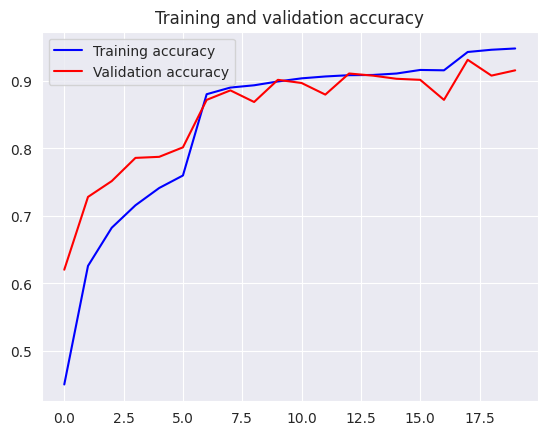 Training and validation accuracy
Training accuracy
Validation accuracy
0.9
0.8
0.7
0.6
0.5
0.0 2.5 5.0 7.5 10.0 12.5 15.0 17.5